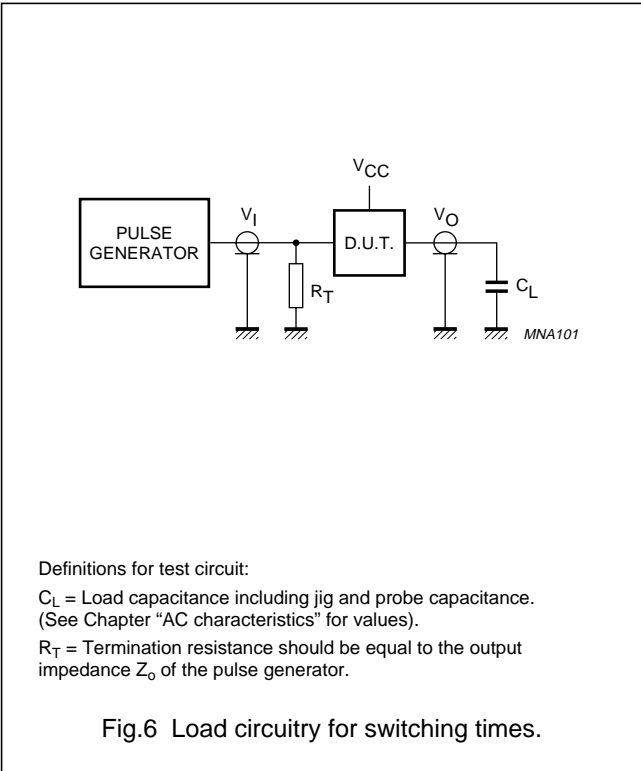 V_CC
PULSE
GENERATOR
V_I
D.U.T.
V_O
R_T
C_L
MNA101
Definitions for test circuit:
C_L = Load capacitance including jig and probe capacitance.
(See Chapter “AC characteristics” for values).
R_T = Termination resistance should be equal to the output
impedance Z_o of the pulse generator.
Fig.6 Load circuitry for switching times.